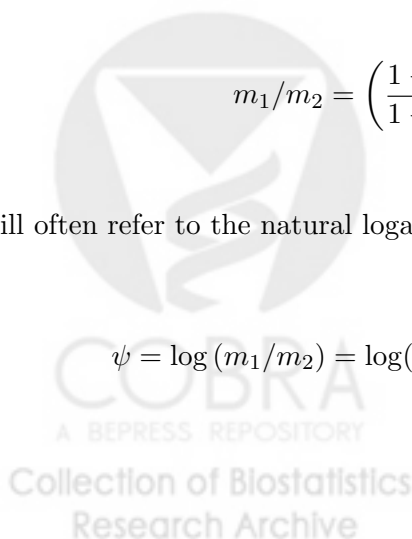 m₁/m₂ = (1
1
ill often refer to the natural loga
ψ = log (m₁/m₂) = log(
COBRA
A BEPRESS REPOSITORY
Collection of Biostatistics
Research Archive